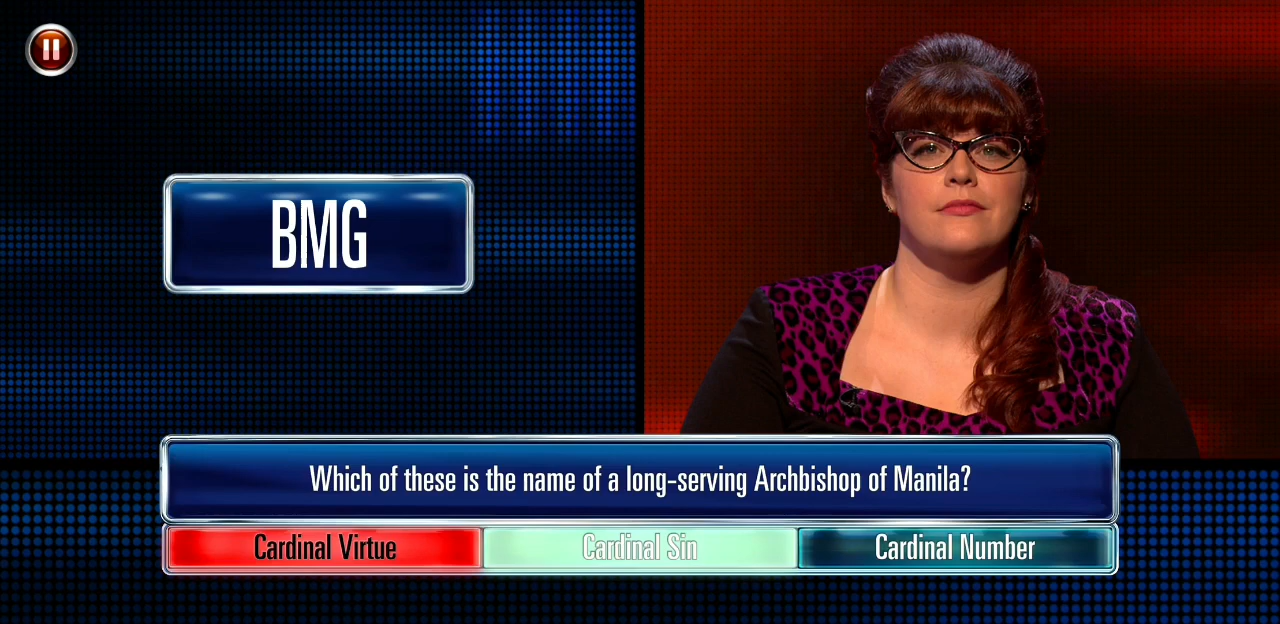 BMG
Which of these is the name of a long-serving Archbishop of Manila?
Cardinal Virtue
Cardinal Sin
Cardinal Number